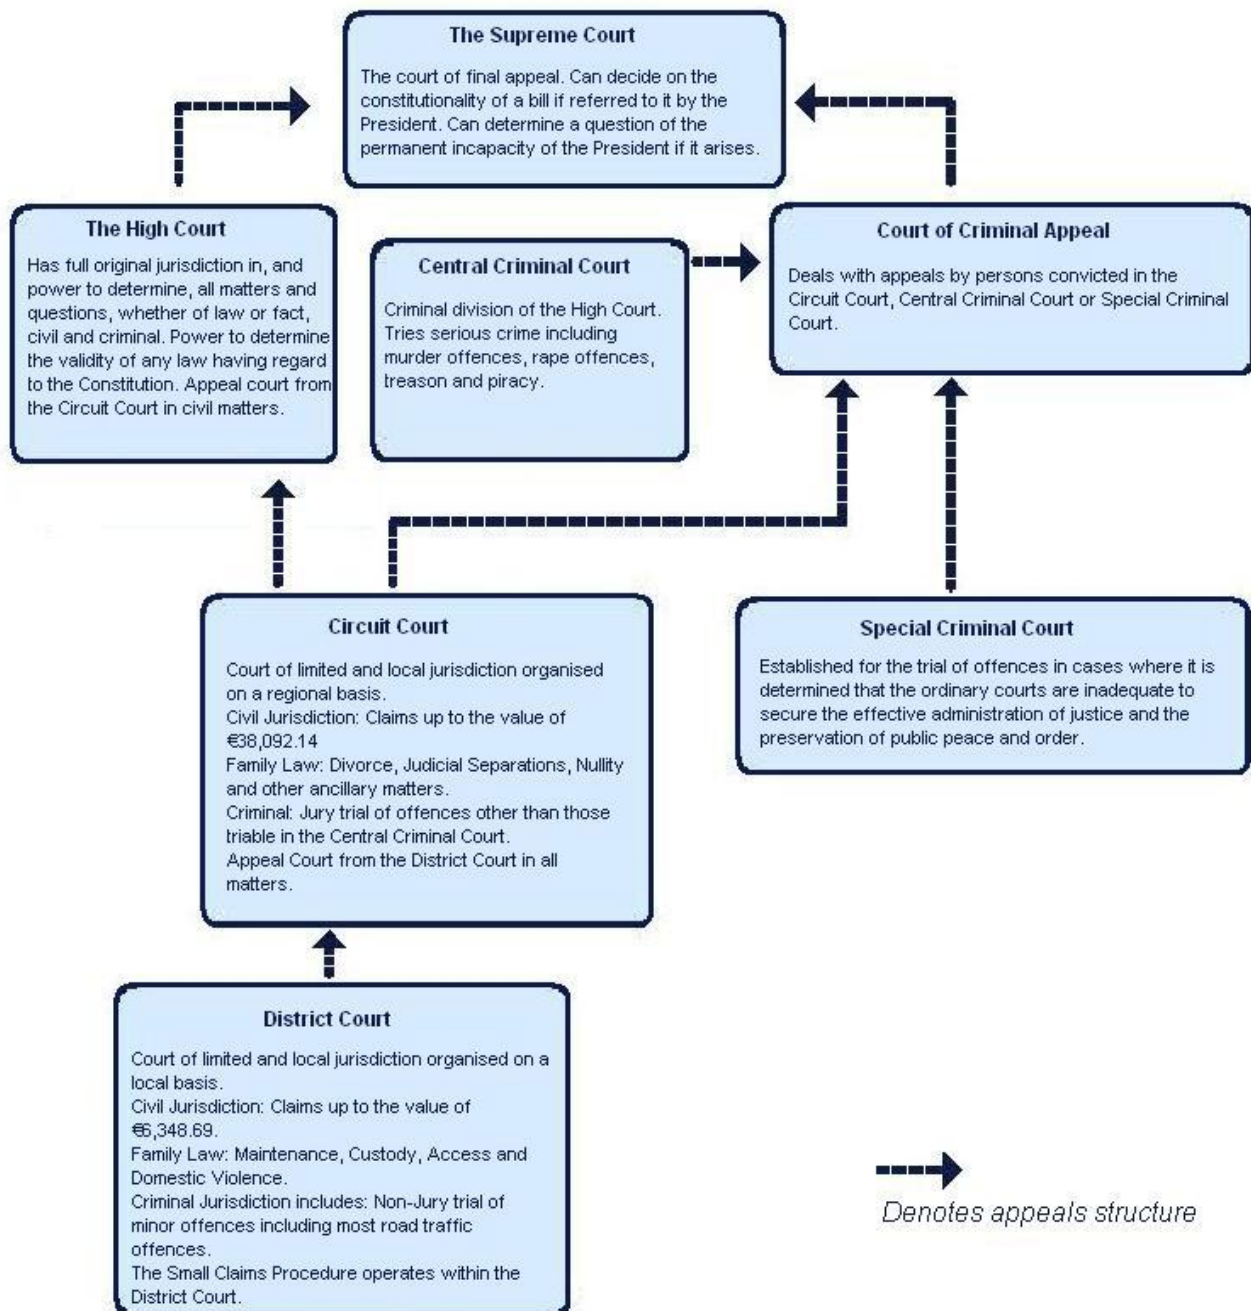 The Supreme Court
The court of final appeal. Can decide on the
constitutionality of a bill if referred to it by the
President. Can determine a question of the
permanent incapacity of the President if it arises.
The High Court
Has full original jurisdiction in, and
power to determine, all matters and
questions, whether of law or fact,
civil and criminal. Power to determine
the validity of any law having regard
to the Constitution. Appeal court from
the Circuit Court in civil matters.
Central Criminal Court
Criminal division of the High Court.
Tries serious crime including
murder offences, rape offences,
treason and piracy.
Court of Criminal Appeal
Deals with appeals by persons convicted in the
Circuit Court, Central Criminal Court or Special Criminal
Court.
Circuit Court
Court of limited and local jurisdiction organised
on a regional basis.
Civil Jurisdiction: Claims up to the value of
€38,092.14
Family Law: Divorce, Judicial Separations, Nullity
and other ancillary matters.
Criminal: Jury trial of offences other than those
triable in the Central Criminal Court.
Appeal Court from the District Court in all
matters.
Special Criminal Court
Established for the trial of offences in cases where it is
determined that the ordinary courts are inadequate to
secure the effective administration of justice and the
preservation of public peace and order.
District Court
Court of limited and local jurisdiction organised on a
local basis.
Civil Jurisdiction: Claims up to the value of
€6,348.69.
Family Law: Maintenance, Custody, Access and
Domestic Violence.
Criminal Jurisdiction includes: Non-Jury trial of
minor offences including most road traffic
offences.
The Small Claims Procedure operates within the
District Court.
Denotes appeals structure